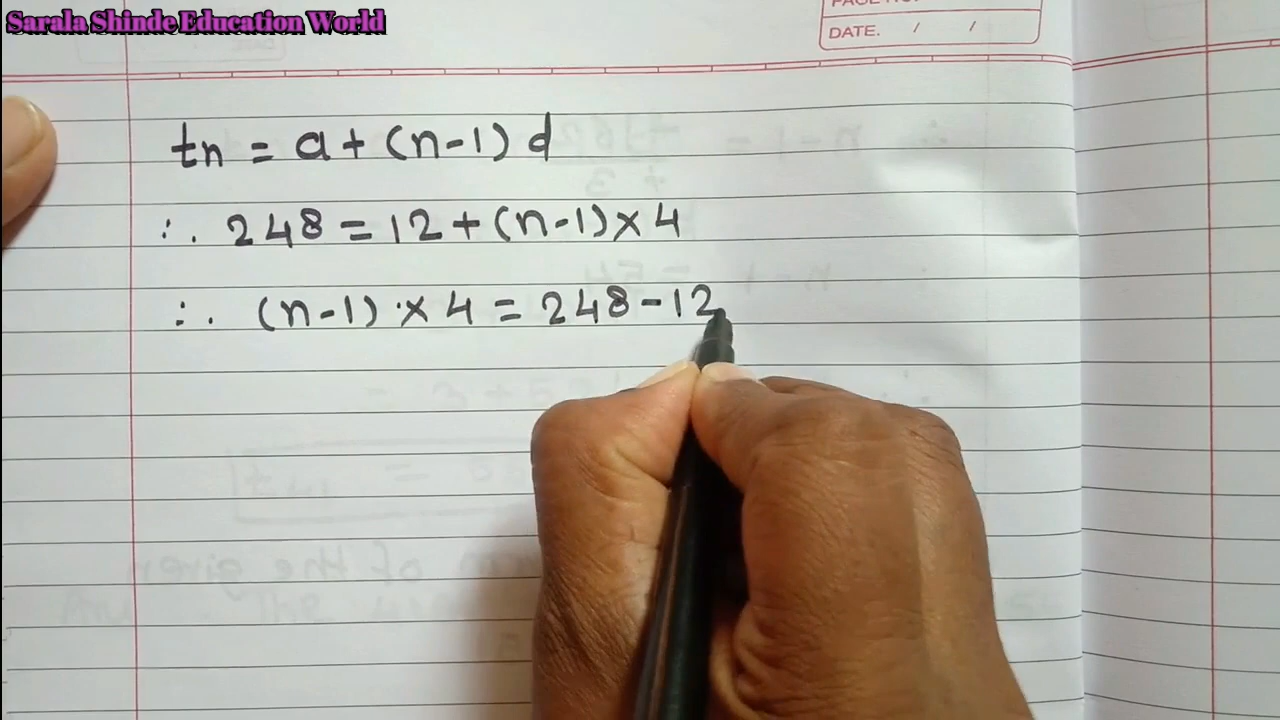 Sarala Shinde Education World
DATE. / /
tn = a + (n-1) d
∴ 248 = 12 + (n-1) × 4
∴ (n-1) × 4 = 248 - 12